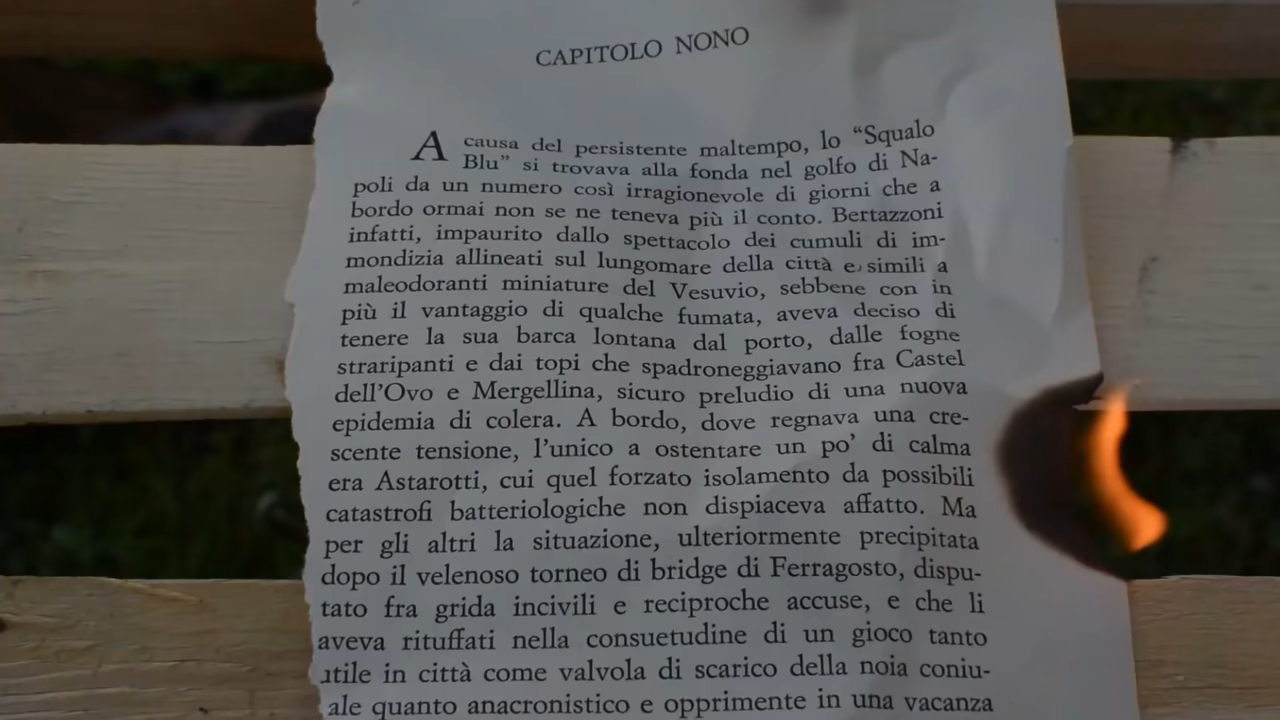 CAPITOLO NONO
A causa del persistente maltempo, lo “Squalo
Blu” si trovava alla fonda nel golfo di Na-
poli da un numero così irragionevole di giorni che a
bordo ormai non se ne teneva più il conto. Bertazzoni
infatti, impaurito dallo spettacolo dei cumuli di im-
mondizia allineati sul lungomare della città e simili a
maleodoranti miniature del Vesuvio, sebbene con in
più il vantaggio di qualche fumata, aveva deciso di
tenere la sua barca lontana dal porto, dalle fogne
straripanti e dai topi che spadroneggiavano fra Castel
dell’Ovo e Mergellina, sicuro preludio di una nuova
epidemia di colera. A bordo, dove regnava una cre-
scente tensione, l’unico a ostentare un po’ di calma
era Astarotti, cui quel forzato isolamento da possibili
catastrofi batteriologiche non dispiaceva affatto. Ma
per gli altri la situazione, ulteriormente precipitata
dopo il velenoso torneo di bridge di Ferragosto, dispu-
tato fra grida incivili e reciproche accuse, e che li
aveva rituffati nella consuetudine di un gioco tanto
utile in città come valvola di scarico della noia coniu-
ale quanto anacronistico e opprimente in una vacanza